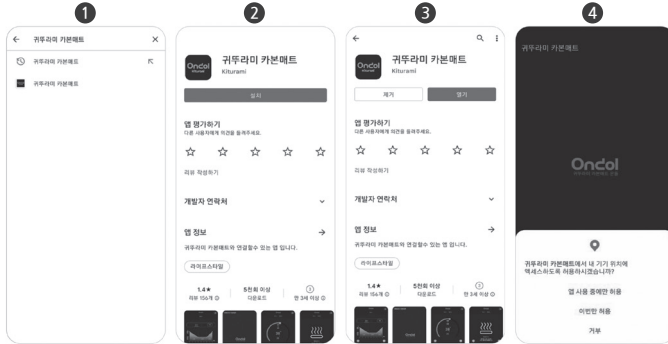 1
귀뚜라미 카본매트
귀뚜라미 카본매트
귀뚜라미 카본매트
2
Ondol
Kiturami
귀뚜라미 카본매트
Kiturami
설치
앱 평가하기
다른 사용자에게 의견을 들려주세요.
리뷰 작성하기
개발자 연락처
앱 정보
귀뚜라미 카본매트와 연결할수 있는 앱 입니다.
라이프스타일
1.4★
리뷰 156개
5천회 이상
다운로드
3
만 3세 이상
3
Ondol
Kiturami
귀뚜라미 카본매트
Kiturami
제거
열기
앱 평가하기
다른 사용자에게 의견을 들려주세요.
리뷰 작성하기
개발자 연락처
앱 정보
귀뚜라미 카본매트와 연결할수 있는 앱 입니다.
라이프스타일
1.4★
리뷰 156개
5천회 이상
다운로드
3
만 3세 이상
4
귀뚜라미 카본매트
Ondol
귀뚜라미 카본매트에서 내 기기 위치에
액세스하도록 허용하시겠습니까?
앱 사용 중에만 허용
이번만 허용
거부